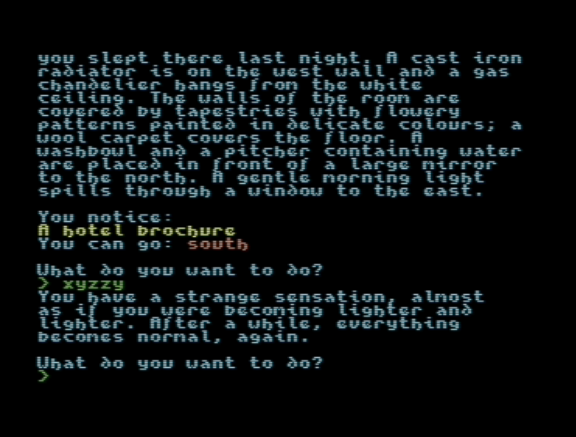 you slept there last night. A cast iron
radiator is on the west wall and a gas
chandelier hangs from the white
ceiling. The walls of the room are
covered by tapestries with flowery
patterns painted in delicate colours; a
wool carpet covers the floor. A
washbowl and a pitcher containing water
are placed in front of a large mirror
to the north. A gentle morning light
spills through a window to the east.
You notice:
A hotel brochure
You can go: south
What do you want to do?
> xyzzy
You have a strange sensation, almost
as if you were becoming lighter and
lighter. After a while, everything
becomes normal, again.
What do you want to do?
>